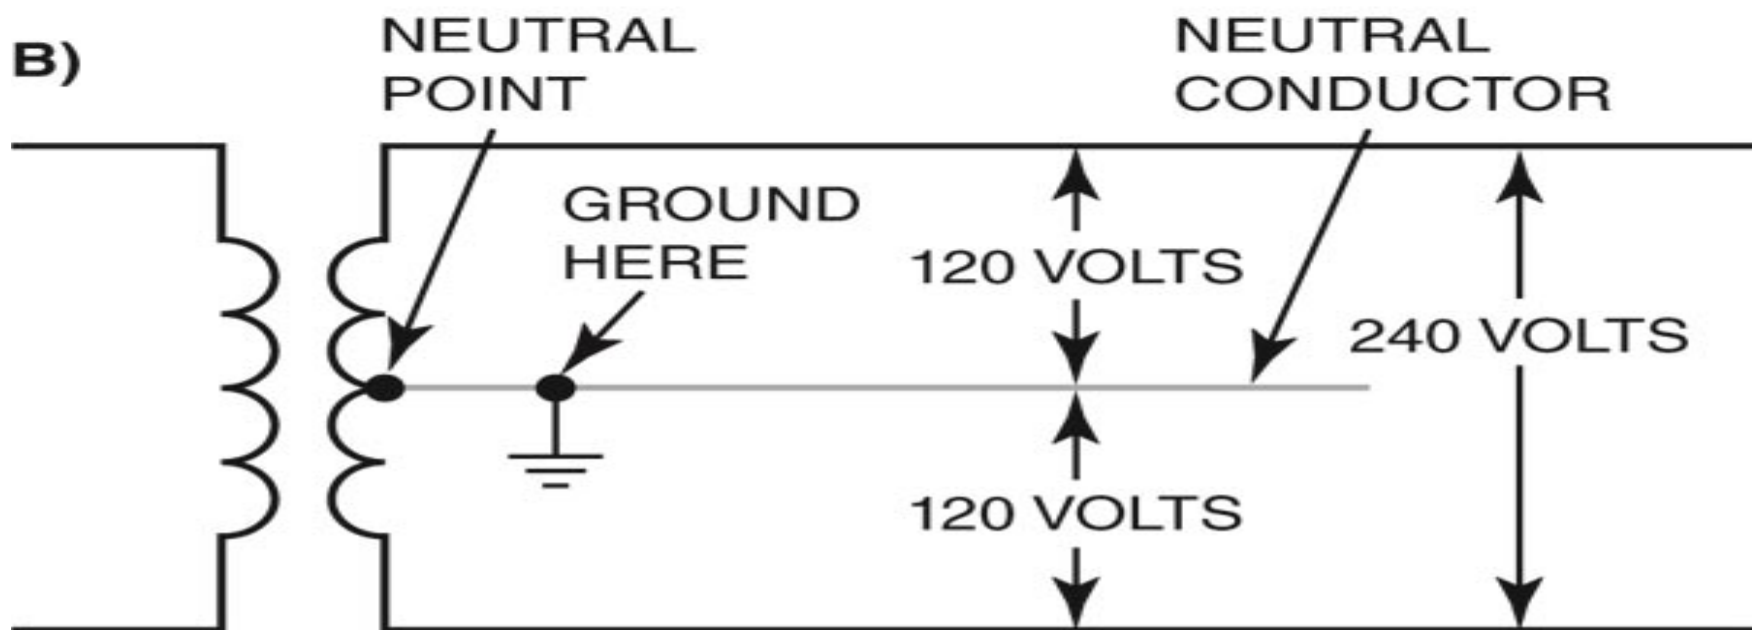 B)
NEUTRAL
POINT
NEUTRAL
CONDUCTOR
GROUND
HERE
120 VOLTS
240 VOLTS
120 VOLTS